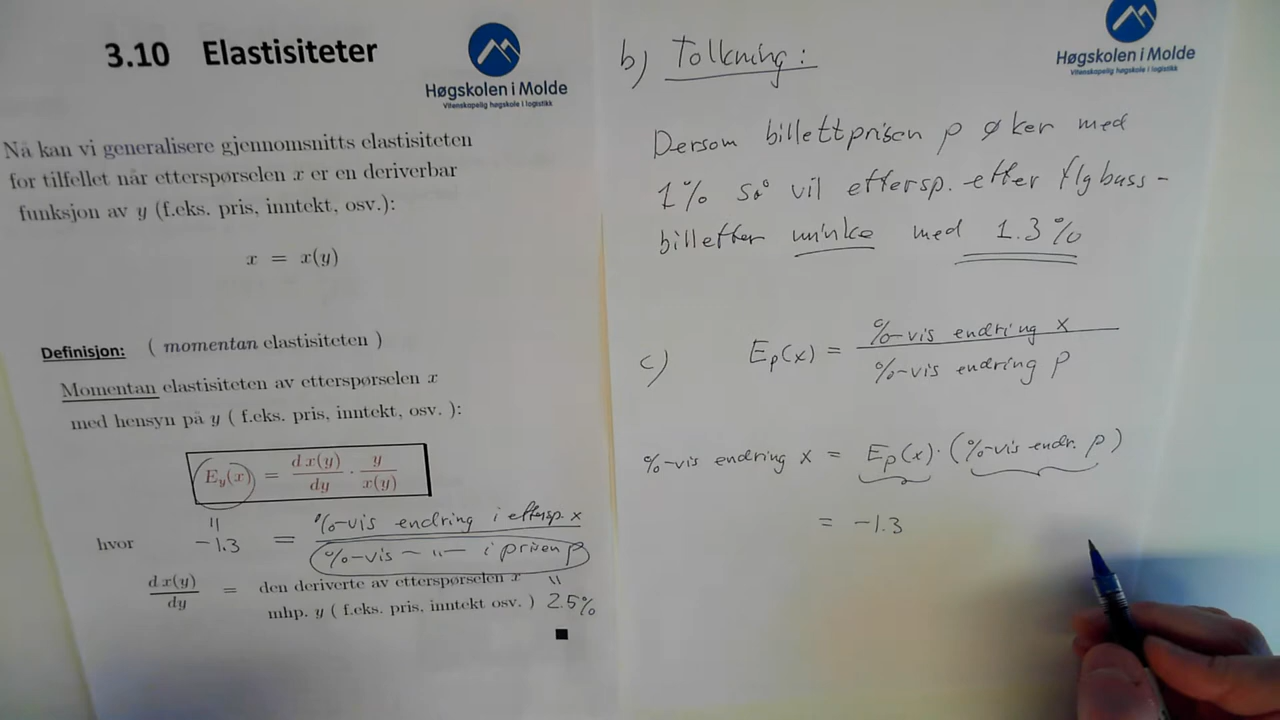 3.10 Elastisiteter
Høgskolen i Molde
Vitenskapelig høgskole i logistikk
Nå kan vi generalisere gjennomsnitts elastisiteten
for tilfellet når etterspørselen x er en deriverbar
funksjon av y (f.eks. pris, inntekt, osv.):
x = x(y)
Definisjon: ( momentan elastisiteten )
Momentan elastisiteten av etterspørselen x
med hensyn på y ( f.eks. pris, inntekt, osv. ):
E_y(x) = d x(y)/dy · y/x(y)
hvor
" -1.3 = %-vis endring i ettersp. x / %-vis – " — i prisen p
d x(y)/dy = den deriverte av etterspørselen x
mhp. y ( f.eks. pris. inntekt osv. )
" 2.5%
Høgskolen i Molde
Vitenskapelig høgskole i logistikk
b) Tolkning:
Dersom billettprisen p øker med
1% så vil ettersp. etter flybuss-
billetter minke med 1.3%
c) E_p(x) = %-vis endring x / %-vis endring p
%-vis endring x = E_p(x) · (%-vis endr. p)
= -1.3